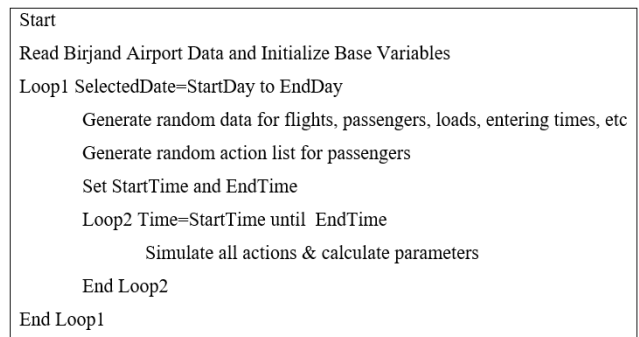 Start
Read Birjand Airport Data and Initialize Base Variables
Loop1 SelectedDate=StartDay to EndDay
Generate random data for flights, passengers, loads, entering times, etc
Generate random action list for passengers
Set StartTime and EndTime
Loop2 Time=StartTime until EndTime
Simulate all actions & calculate parameters
End Loop2
End Loop1